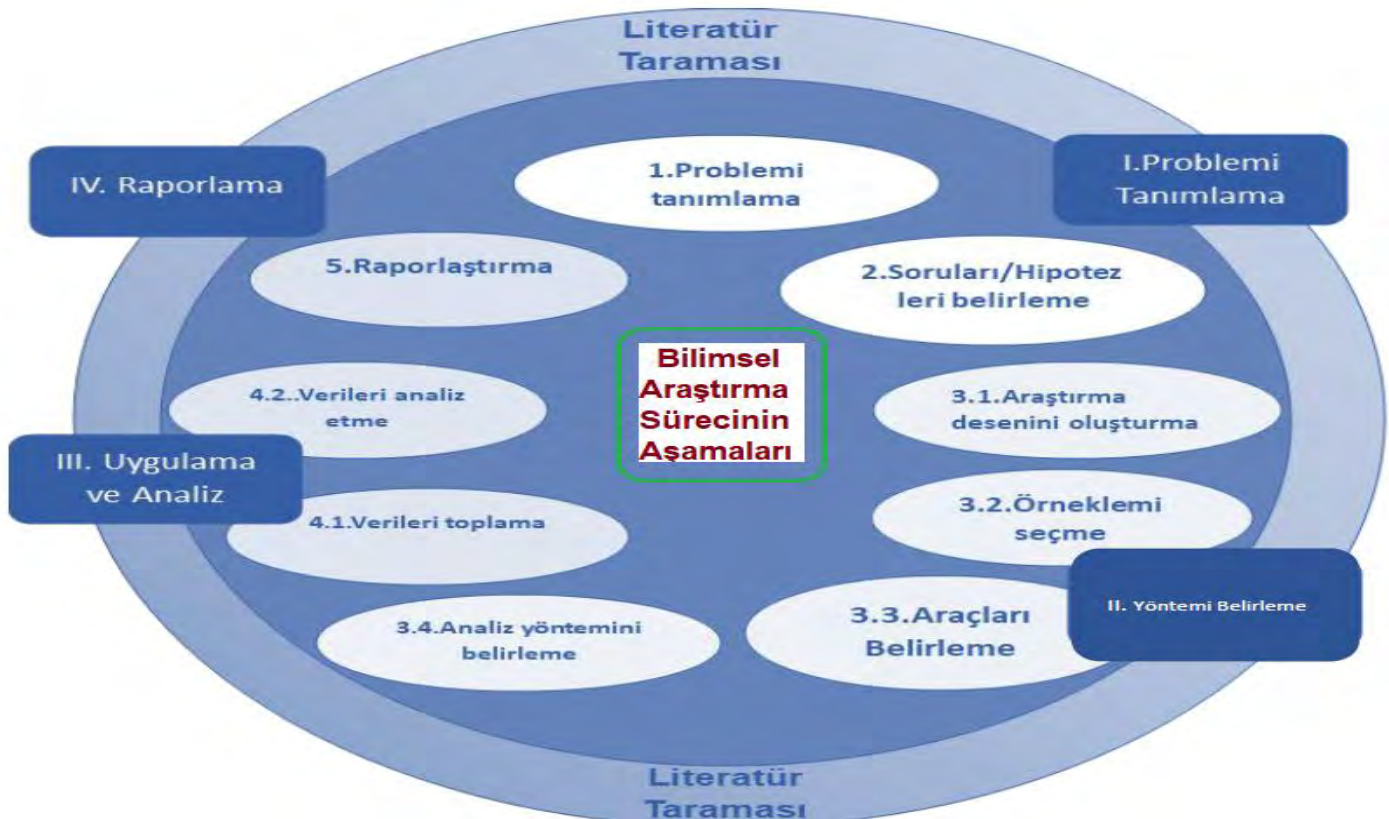 Literatür
Taraması
IV. Raporlama
I.Problemi
Tanımlama
1.Problemi
tanımlama
5.Raporlaştırma
2.Soruları/Hipotez
leri belirleme
Bilimsel
Araştırma
Sürecinin
Aşamaları
4.2..Verileri analiz
etme
3.1.Araştırma
desenini oluşturma
III. Uygulama
ve Analiz
3.2.Örneklemi
seçme
4.1.Verileri toplama
II. Yöntemi Belirleme
3.3.Araçları
Belirleme
3.4.Analiz yöntemini
belirleme
Literatür
Taraması